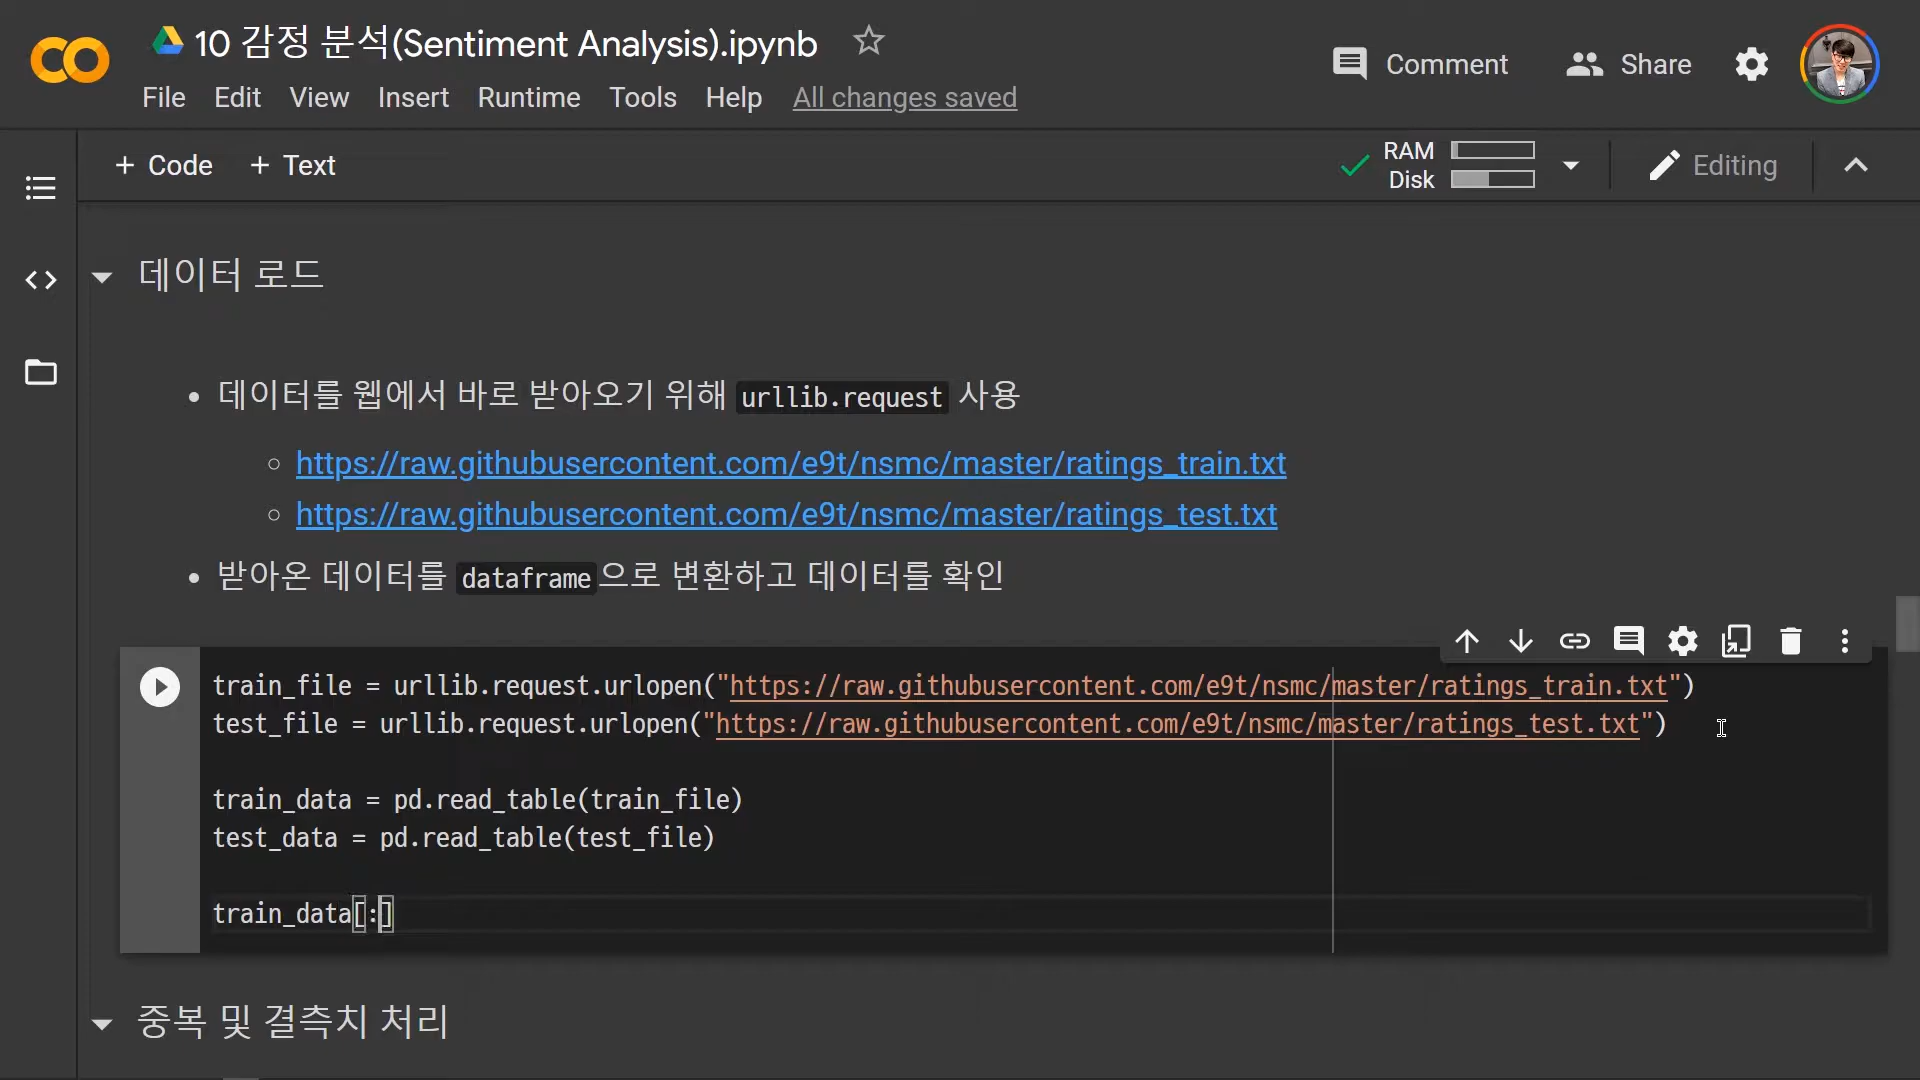 10 감정 분석(Sentiment Analysis).ipynb
Comment
Share
File Edit View Insert Runtime Tools Help All changes saved
+ Code + Text
RAM
Disk
Editing
데이터 로드
데이터를 웹에서 바로 받아오기 위해 urllib.request 사용
https://raw.githubusercontent.com/e9t/nsmc/master/ratings_train.txt
https://raw.githubusercontent.com/e9t/nsmc/master/ratings_test.txt
받아온 데이터를 dataframe으로 변환하고 데이터를 확인
train_file = urllib.request.urlopen("https://raw.githubusercontent.com/e9t/nsmc/master/ratings_train.txt")
test_file = urllib.request.urlopen("https://raw.githubusercontent.com/e9t/nsmc/master/ratings_test.txt")
train_data = pd.read_table(train_file)
test_data = pd.read_table(test_file)
train_data[:]
중복 및 결측치 처리